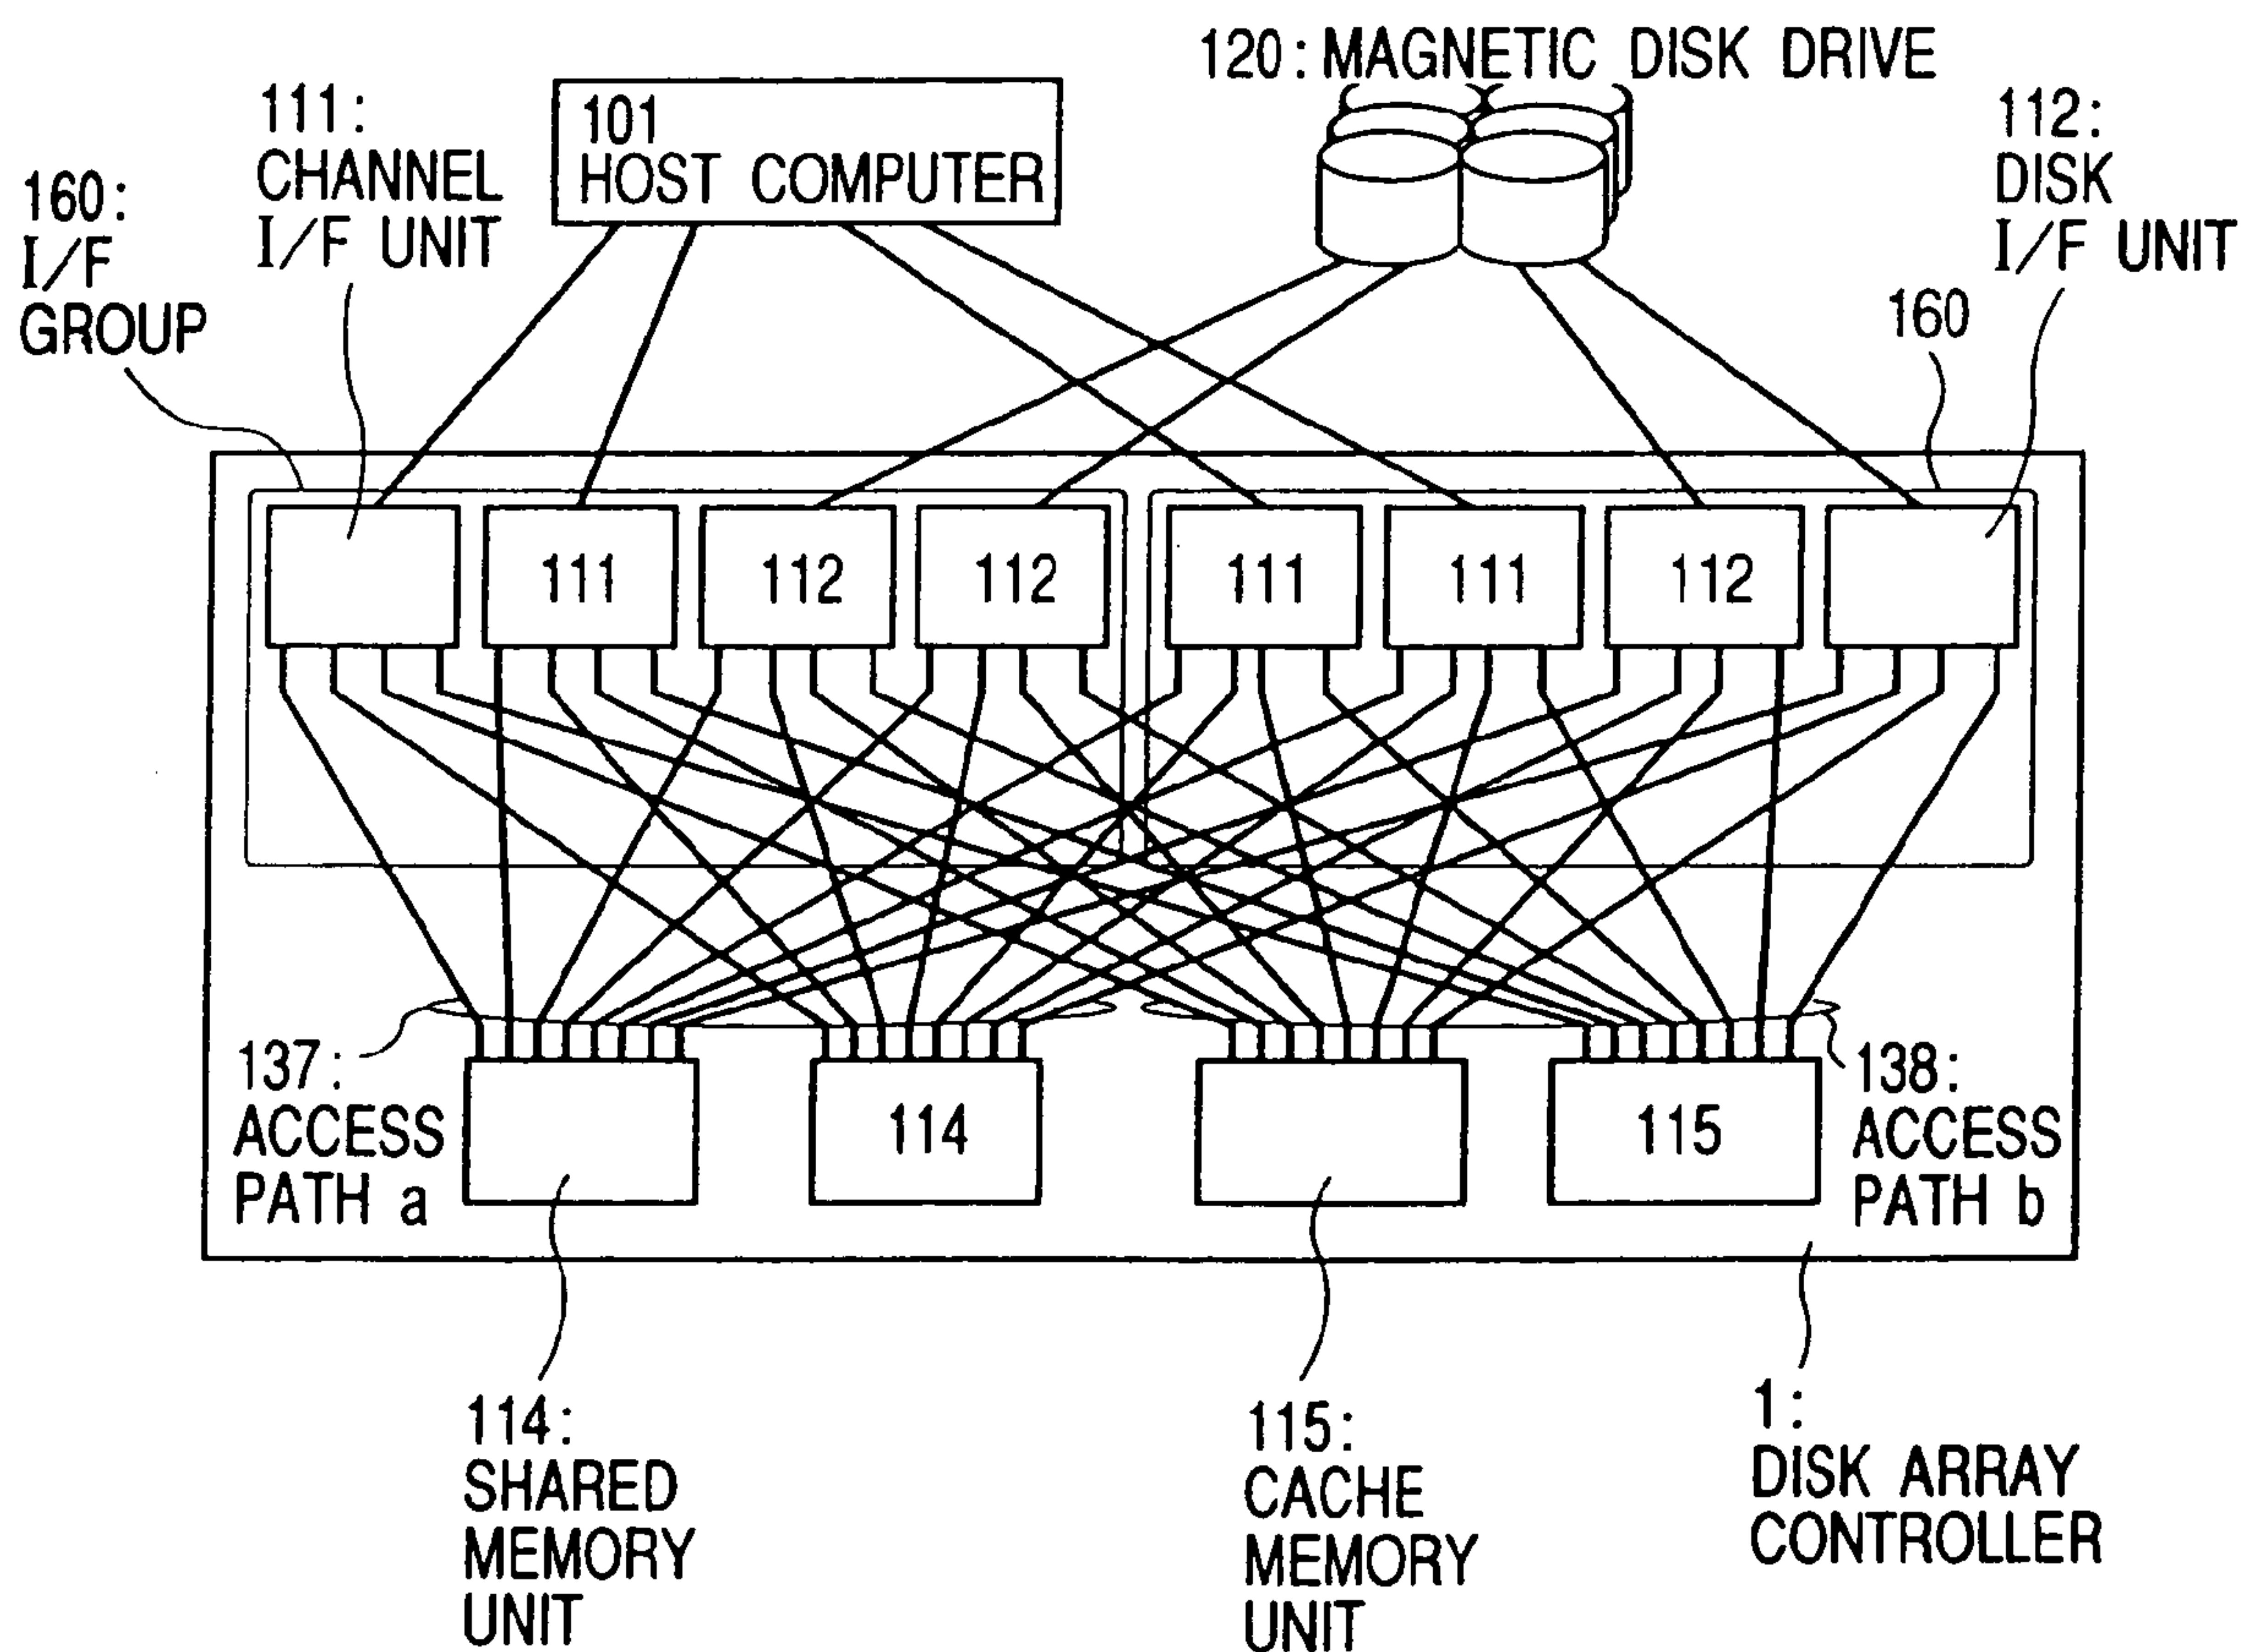 120: MAGNETIC DISK DRIVE
111:
CHANNEL
I/F UNIT
101
HOST COMPUTER
112:
DISK
I/F UNIT
160:
I/F
GROUP
160
111
112
112
111
111
112
137:
ACCESS
PATH a
114
115
138:
ACCESS
PATH b
114:
SHARED
MEMORY
UNIT
115:
CACHE
MEMORY
UNIT
1:
DISK ARRAY
CONTROLLER